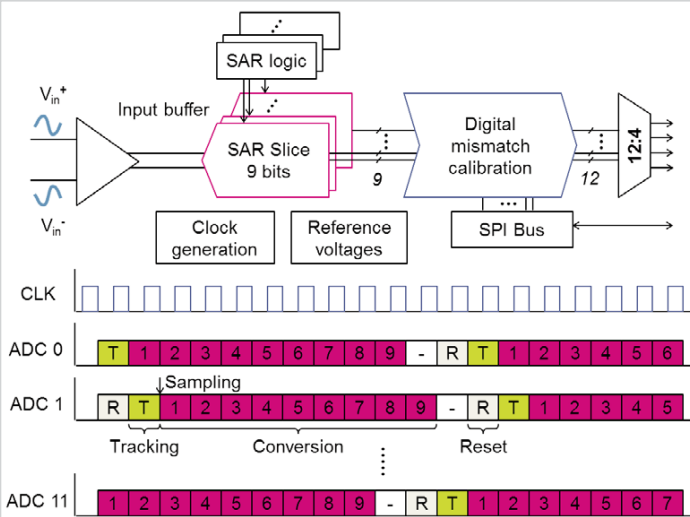 SAR logic
Vin+
Input buffer
SAR Slice
9 bits
9
Digital
mismatch
calibration
12
12:4
Vin-
Clock
generation
Reference
voltages
SPI Bus
CLK
ADC 0 T 1 2 3 4 5 6 7 8 9 - R T 1 2 3 4 5 6
Sampling
ADC 1 R T 1 2 3 4 5 6 7 8 9 - R T 1 2 3 4 5
Tracking Conversion Reset
ADC 11 1 2 3 4 5 6 7 8 9 - R T 1 2 3 4 5 6 7